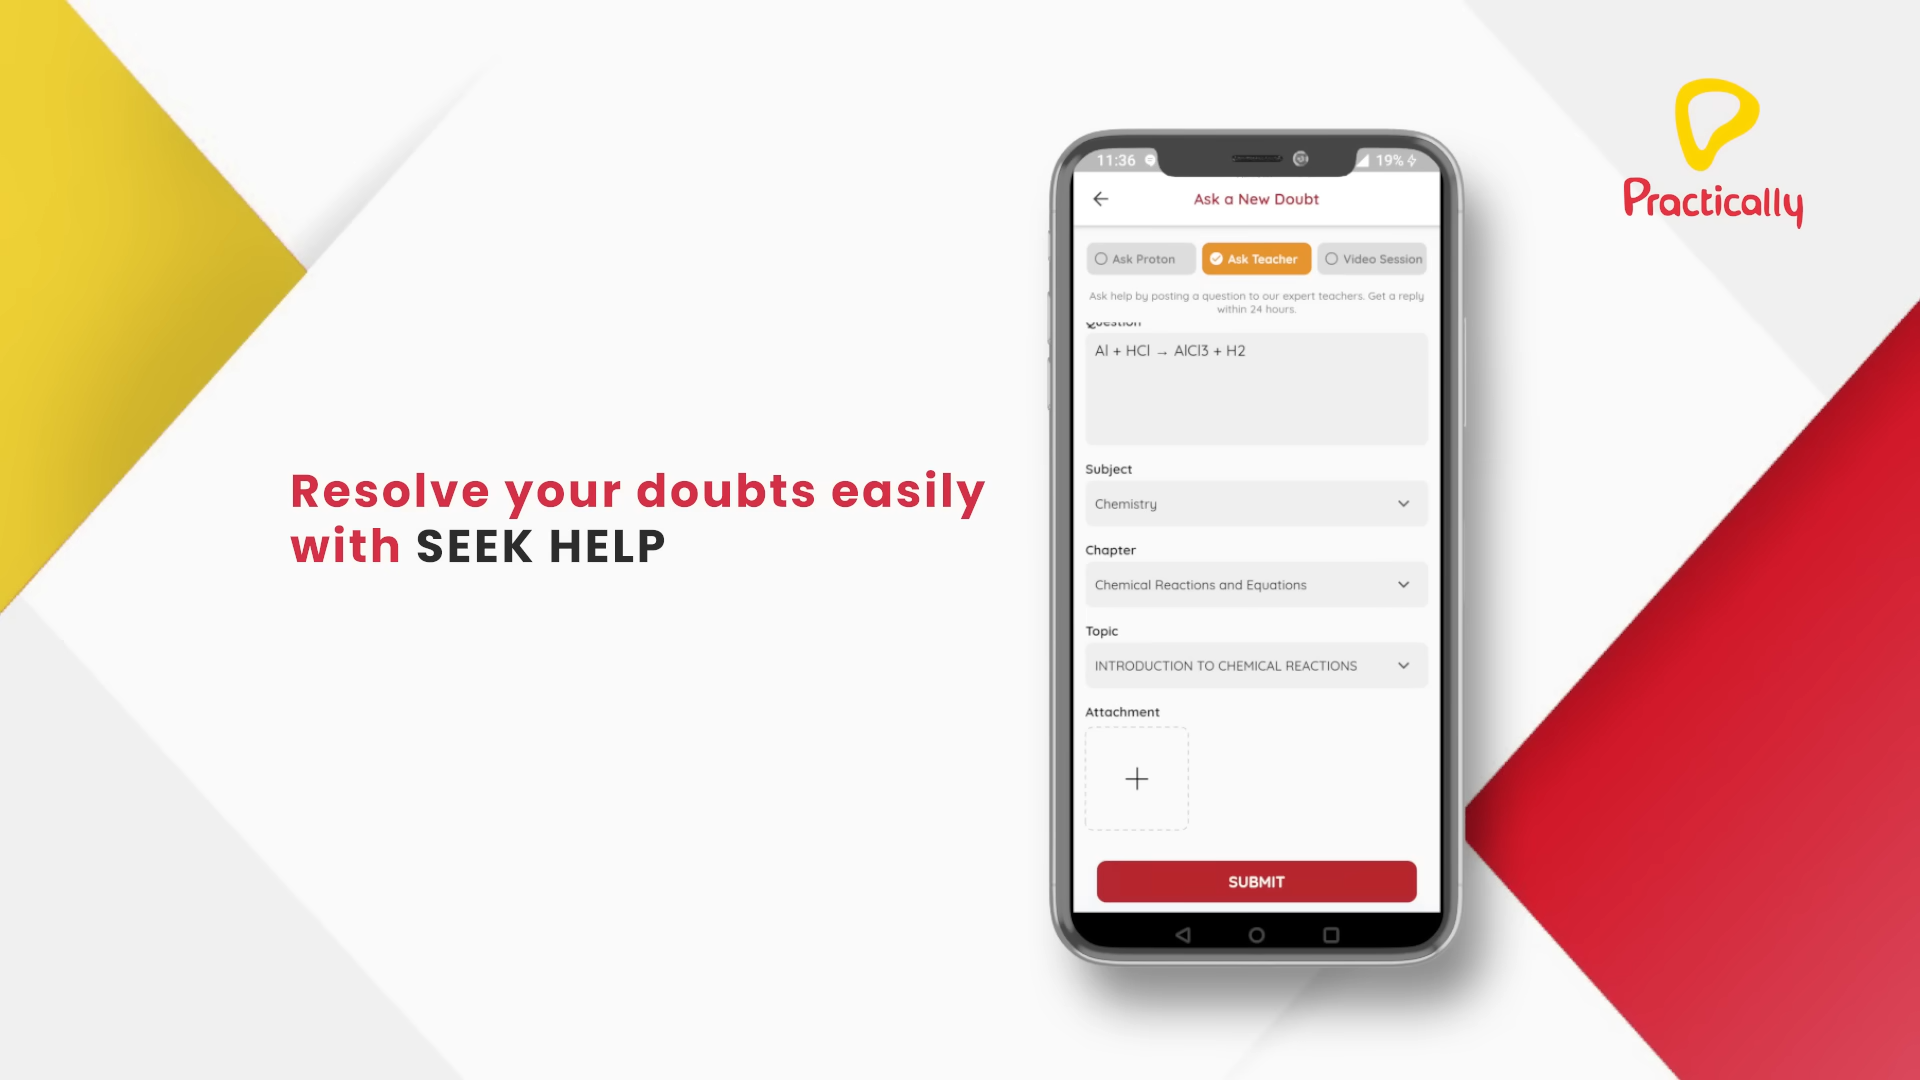 Practically
Resolve your doubts easily
with SEEK HELP
11:36
19%
Ask a New Doubt
Ask Proton
Ask Teacher
Video Session
Ask help by posting a question to our expert teachers. Get a reply
within 24 hours.
Question
Al + HCl → AlCl3 + H2
Subject
Chemistry
Chapter
Chemical Reactions and Equations
Topic
INTRODUCTION TO CHEMICAL REACTIONS
Attachment
SUBMIT